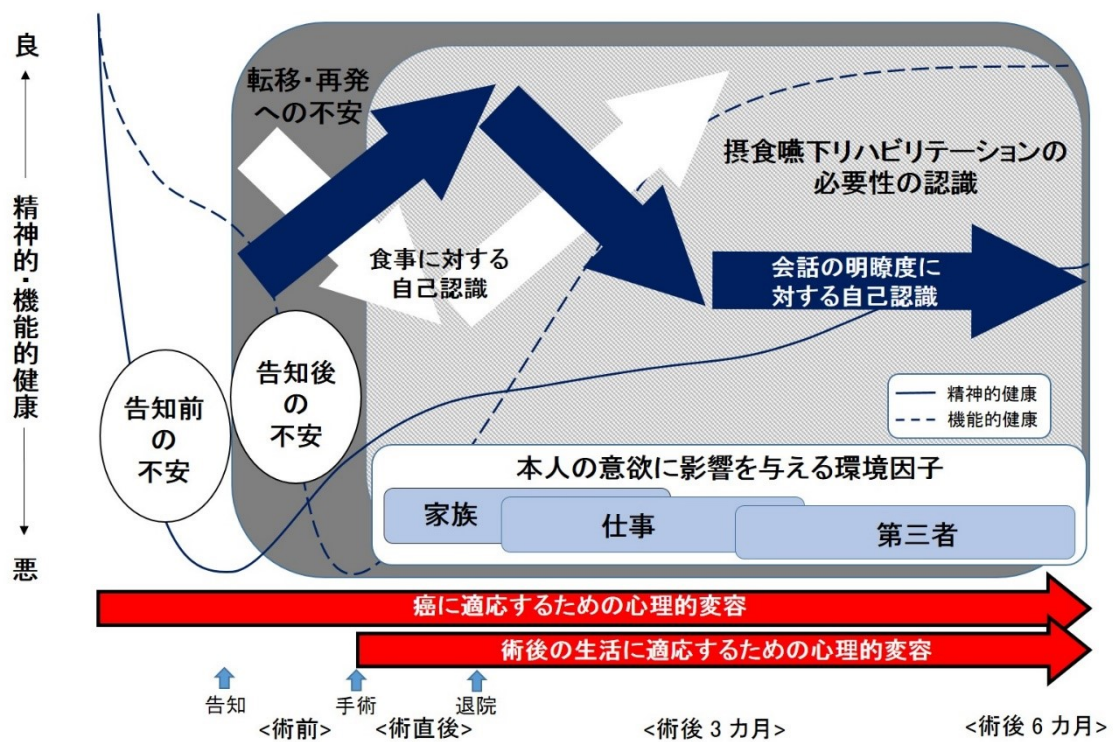 良
精神的・機能的健康
悪
転移・再発
への不安
摂食嚥下リハビリテーションの
必要性の認識
食事に対する
自己認識
会話の明瞭度に
対する自己認識
告知前
の
不安
告知後
の
不安
精神的健康
機能的健康
本人の意欲に影響を与える環境因子
家族
仕事
第三者
癌に適応するための心理的変容
術後の生活に適応するための心理的変容
告知
手術
退院
<術前>
<術直後>
<術後3カ月>
<術後6カ月>